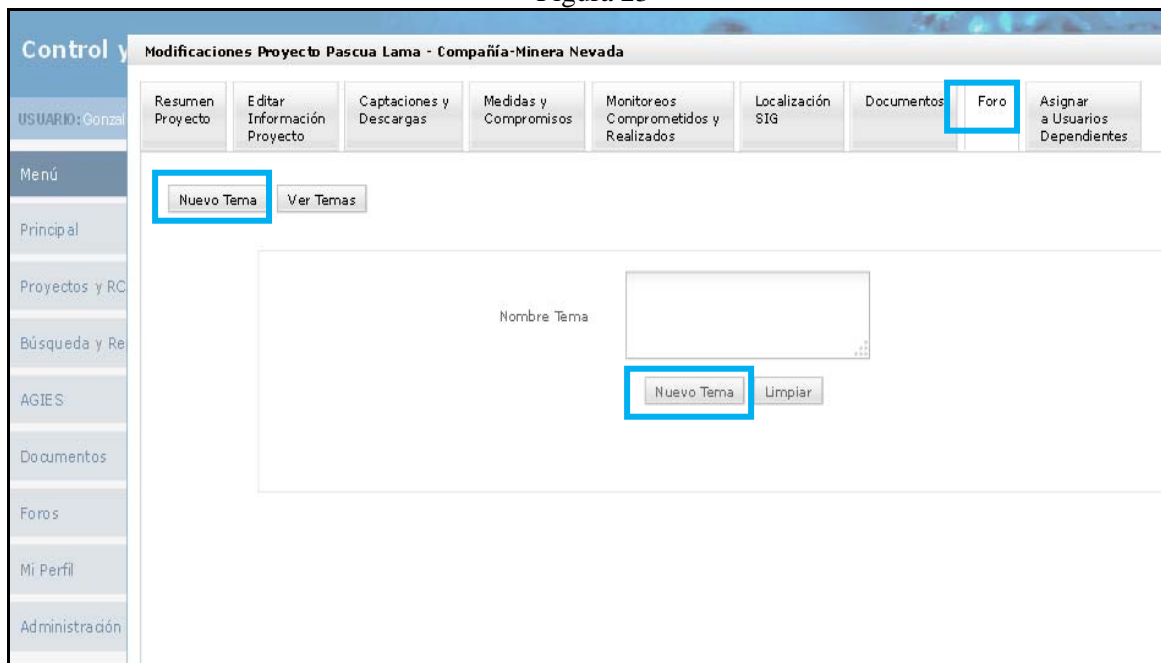 Figura 23
Control y
Modificaciones Proyecto Pascua Lama - Compañía-Minera Nevada
USUARIO: Gonzal
Resumen
Proyecto
Editar
Información
Proyecto
Captaciones y
Descargas
Medidas y
Compromisos
Monitoreos
Comprometidos y
Realizados
Localización
SIG
Documentos
Foro
Asignar
a Usuarios
Dependientes
Menú
Principal
Proyectos y RC
Búsqueda y Re
AGIES
Documentos
Foros
Mi Perfil
Administración
Nuevo Tema
Ver Temas
Nombre Tema
Nuevo Tema
Limpiar